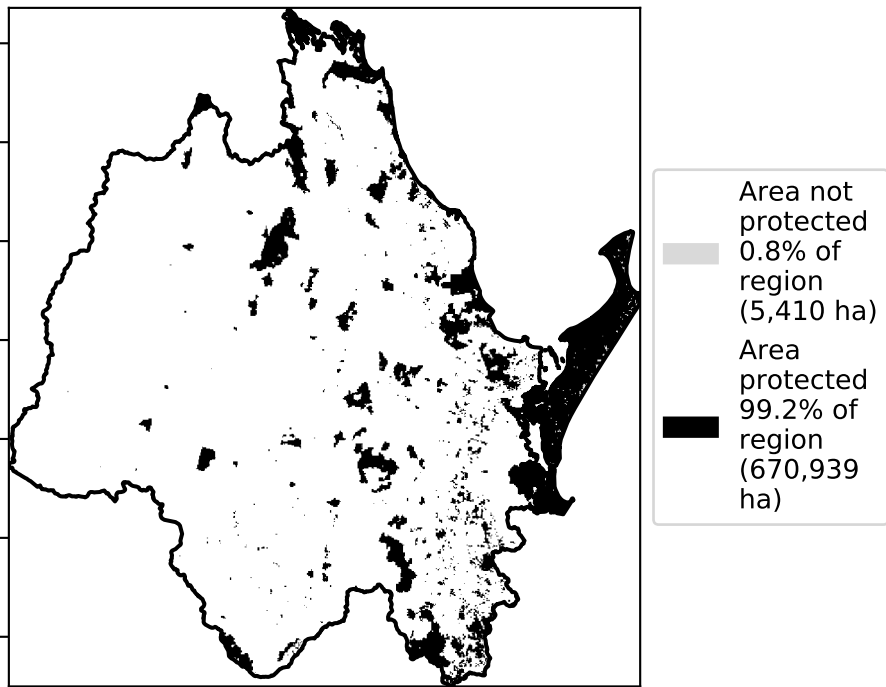 Area not
protected
0.8% of
region
(5,410 ha)
Area
protected
99.2% of
region
(670,939
ha)